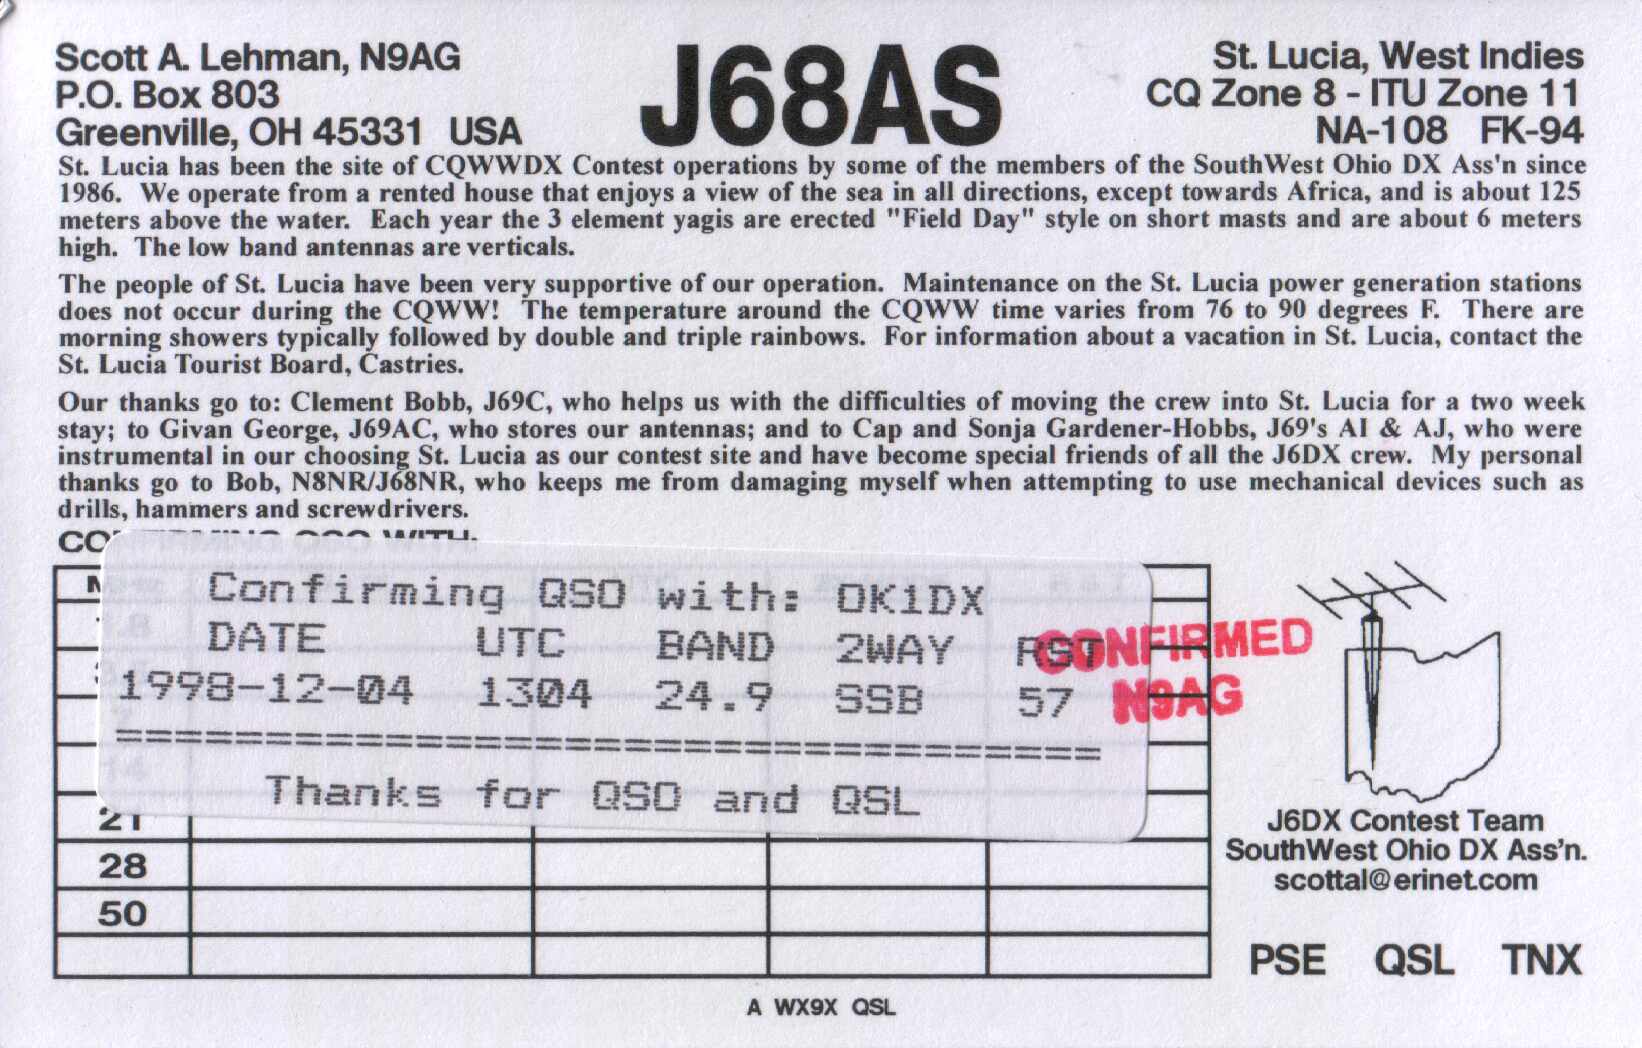 Scott A. Lehman, N9AG
P.O. Box 803
Greenville, OH 45331 USA
J68AS
St. Lucia, West Indies
CQ Zone 8 - ITU Zone 11
NA-108 FK-94
St. Lucia has been the site of CQWWDX Contest operations by some of the members of the SouthWest Ohio DX Ass'n since
1986. We operate from a rented house that enjoys a view of the sea in all directions, except towards Africa, and is about 125
meters above the water. Each year the 3 element yagis are erected "Field Day" style on short masts and are about 6 meters
high. The low band antennas are verticals.
The people of St. Lucia have been very supportive of our operation. Maintenance on the St. Lucia power generation stations
does not occur during the CQWW! The temperature around the CQWW time varies from 76 to 90 degrees F. There are
morning showers typically followed by double and triple rainbows. For information about a vacation in St. Lucia, contact the
St. Lucia Tourist Board, Castries.
Our thanks go to: Clement Bobb, J69C, who helps us with the difficulties of moving the crew into St. Lucia for a two week
stay; to Givan George, J69AC, who stores our antennas; and to Cap and Sonja Gardener-Hobbs, J69's AI & AJ, who were
instrumental in our choosing St. Lucia as our contest site and have become special friends of all the J6DX crew. My personal
thanks go to Bob, N8NR/J68NR, who keeps me from damaging myself when attempting to use mechanical devices such as
drills, hammers and screwdrivers.
CONFIRMING QSO WITH:
Confirming QSO with: OK1DX
DATE UTC BAND 2WAY RST
1998-12-04 1304 24.9 SSB 57
=================================
Thanks for QSO and QSL
CONFIRMED
N9AG
14
21
28
50
J6DX Contest Team
SouthWest Ohio DX Ass'n.
scottal@erinet.com
PSE QSL TNX
A WX9X QSL